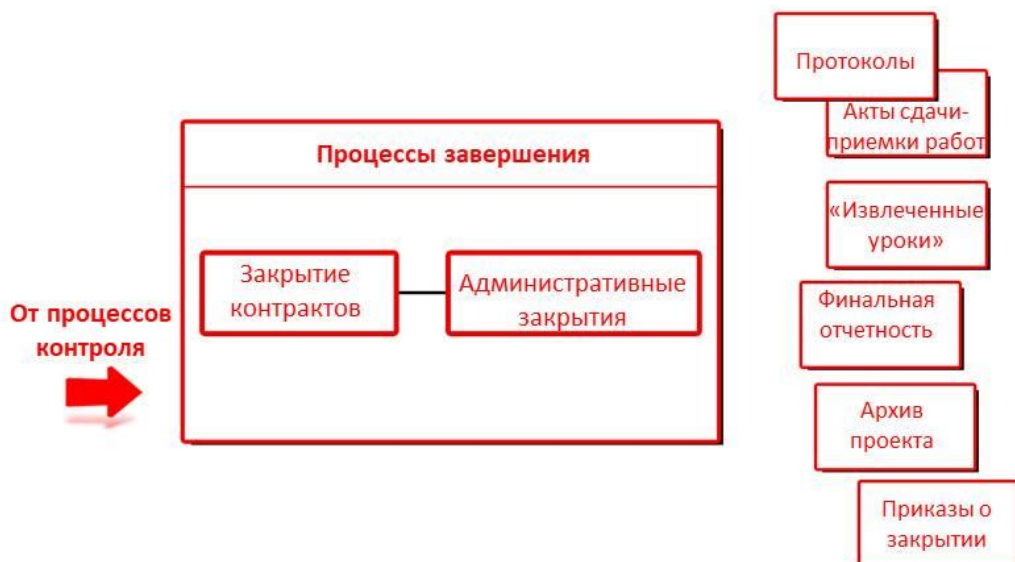 Протоколы
Акты сдачи-
приемки работ
Процессы завершения
«Извлеченные
уроки»
Закрытие
контрактов
Административные
закрытия
От процессов
контроля
Финальная
отчетность
Архив
проекта
Приказы о
закрытии